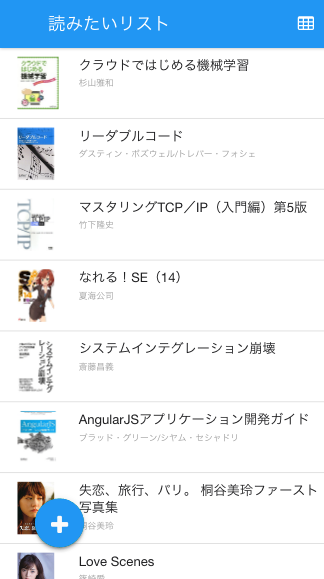 読みたいリスト
クラウドではじめる機械学習
杉山雅和
リーダブルコード
ダスティン・ボズウェル/トレバー・フォシェ
マスタリングTCP／IP（入門編）第5版
竹下隆史
なれる！SE（14）
夏海公司
システムインテグレーション崩壊
斎藤昌義
AngularJSアプリケーション開発ガイド
ブラッド・グリーン/シヤム・セシャドリ
失恋、旅行、パリ。 桐谷美玲ファースト
写真集
桐谷美玲
Love Scenes
篠崎愛